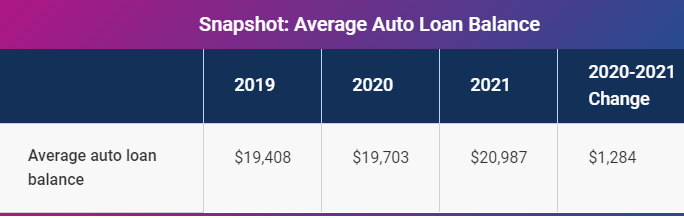 Snapshot: Average Auto Loan Balance
2019 2020 2021 2020-2021 Change
Average auto loan balance $19,408 $19,703 $20,987 $1,284